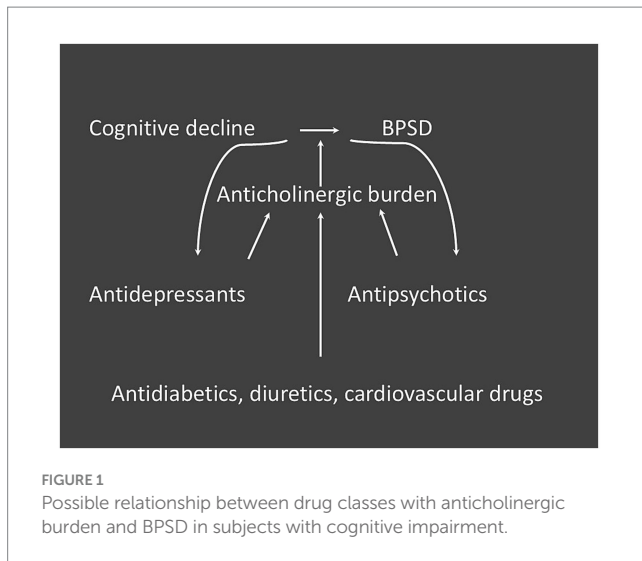 Cognitive decline BPSD
Anticholinergic burden
Antidepressants Antipsychotics
Antidiabetics, diuretics, cardiovascular drugs
FIGURE 1
Possible relationship between drug classes with anticholinergic
burden and BPSD in subjects with cognitive impairment.